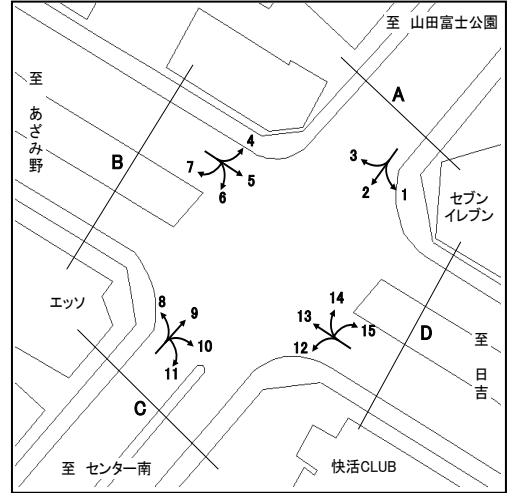 至 山田富士公園
A
至 あざみ野
B
4
7
5
6
3
2
1
セブン
イレブン
エッソ
8
9
10
11
14
13
15
12
D
至 日吉
C
至 センター南
快活CLUB